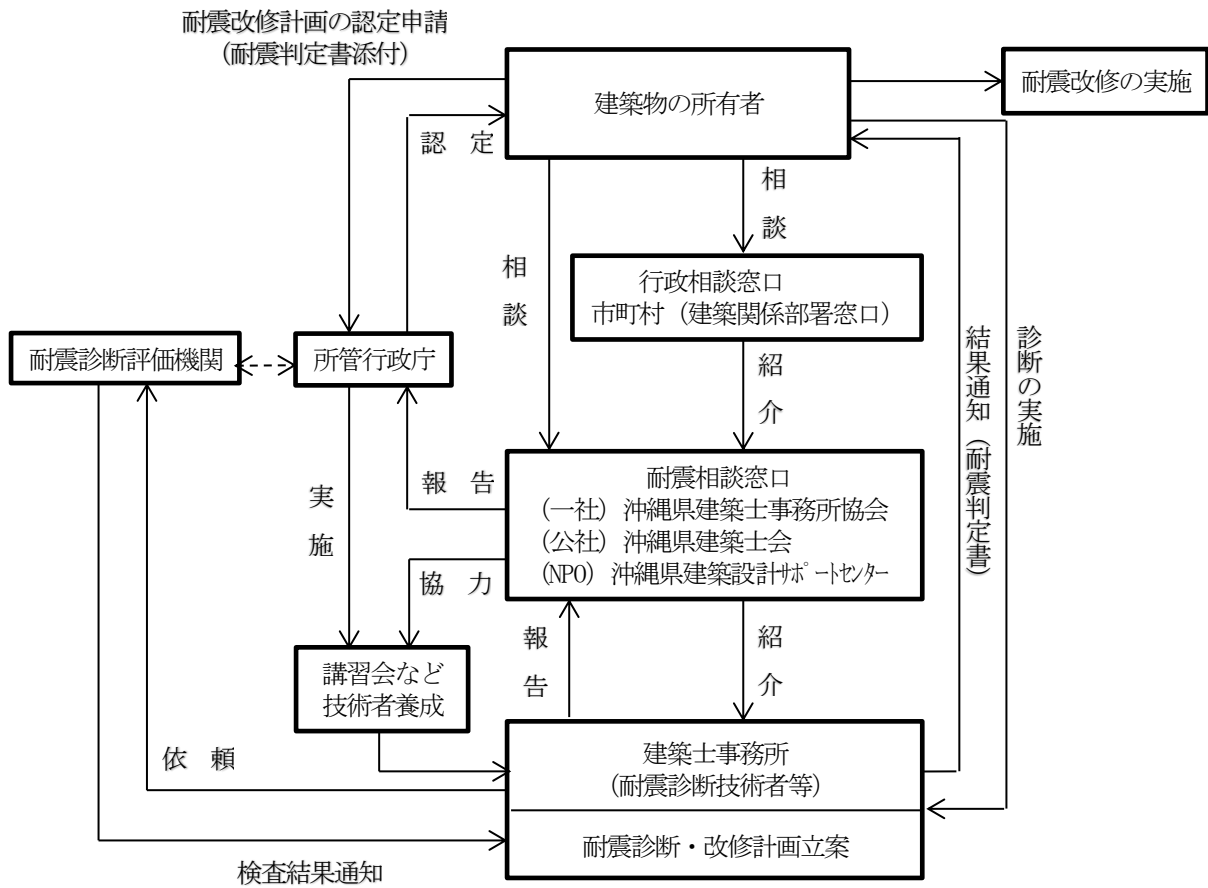 耐震改修計画の認定申請
(耐震判定書添付)
建築物の所有者
耐震改修の実施
認 定
相談
相談
行政相談窓口
市町村（建築関係部署窓口）
結果通知（耐震判定書）
診断の実施
耐震診断評価機関
所管行政庁
紹介
報 告
実施
耐震相談窓口
(一社) 沖縄県建築士事務所協会
(公社) 沖縄県建築士会
(NPO) 沖縄県建築設計ｻﾎﾟｰﾄｾﾝﾀｰ
協 力
報告
紹介
講習会など
技術者養成
依 頼
建築士事務所
(耐震診断技術者等)
耐震診断・改修計画立案
検査結果通知